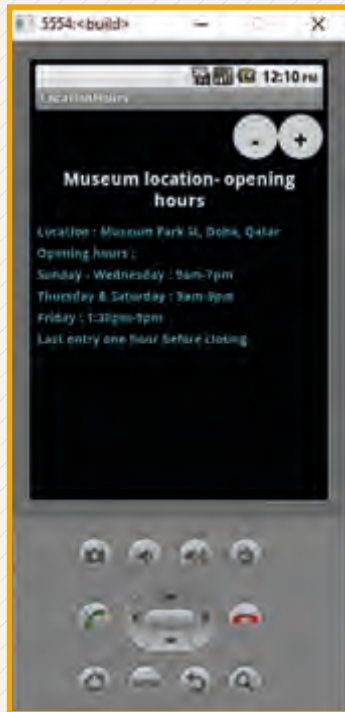 5554:<build>
12:10 PM
LocationHours
- +
Museum location- opening
hours
Location : Museum Park St, Doha, Qatar
Opening hours :
Sunday - Wednesday : 9am-7pm
Thursday & Saturday : 9am-9pm
Friday : 1:30pm-9pm
Last entry one hour before closing